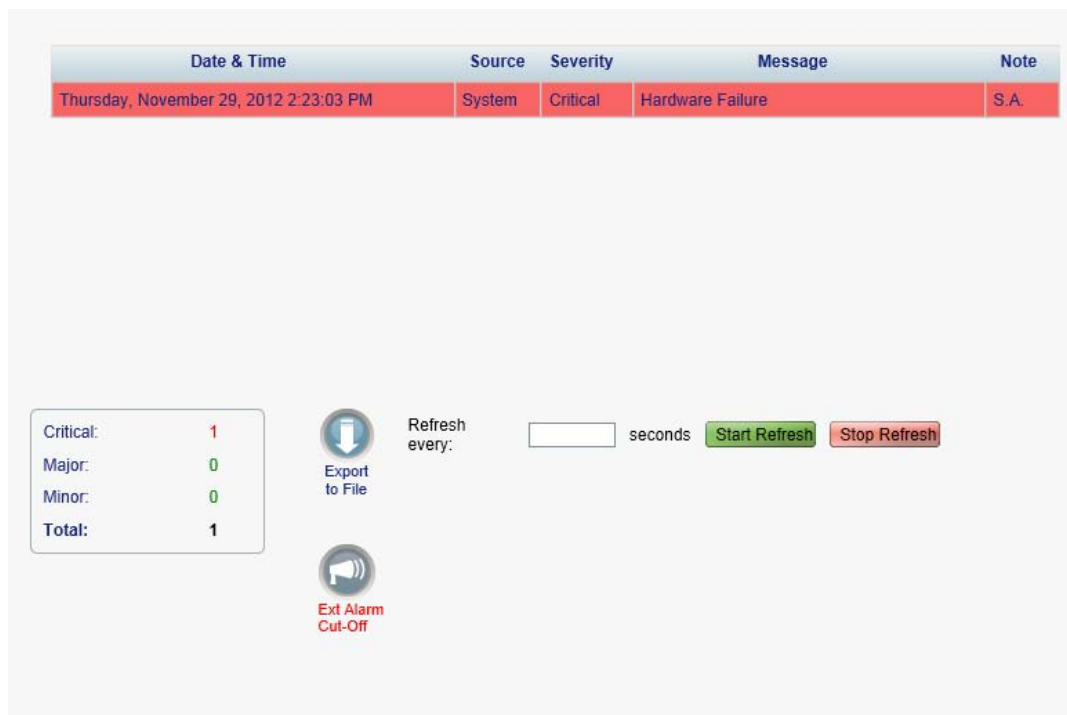 Date & Time Source Severity Message Note
Thursday, November 29, 2012 2:23:03 PM System Critical Hardware Failure S.A.
Critical: 1
Major: 0
Minor: 0
Total: 1
Export
to File
Ext Alarm
Cut-Off
Refresh
every: seconds Start Refresh Stop Refresh